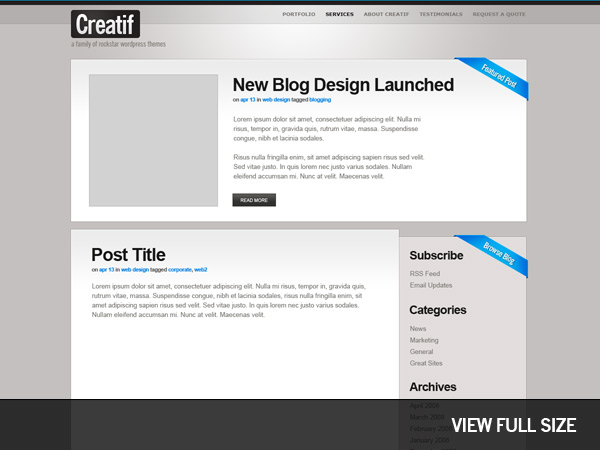 Creatif
a family of rockstar wordpress themes
PORTFOLIO SERVICES ABOUT CREATIF TESTIMONIALS REQUEST A QUOTE
Featured Post
New Blog Design Launched
on apr 13 in web design tagged blogging
Lorem ipsum dolor sit amet, consectetuer adipiscing elit. Nulla mi
risus, tempor in, gravida quis, rutrum vitae, massa. Suspendisse
congue, nibh et lacinia sodales.
Risus nulla fringilla enim, sit amet adipiscing sapien risus sed velit.
Sed vitae justo. In quis lorem nec justo varius sodales. Nullam
eleifend accumsan mi. Nunc at velit. Maecenas velit.
READ MORE
Post Title
on apr 13 in web design tagged corporate, web2
Lorem ipsum dolor sit amet, consectetuer adipiscing elit. Nulla mi risus, tempor in, gravida quis,
rutrum vitae, massa. Suspendisse congue, nibh et lacinia sodales. Risus nulla fringilla enim, sit
amet adipiscing sapien risus sed velit. Sed vitae justo. In quis lorem nec justo varius sodales.
Nullam eleifend accumsan mi. Nunc at velit. Maecenas velit.
Browse Blog
Subscribe
RSS Feed
Email Updates
Categories
News
Marketing
General
Great Sites
Archives
April 2008
March 2008
February 2008
January 2008
VIEW FULL SIZE